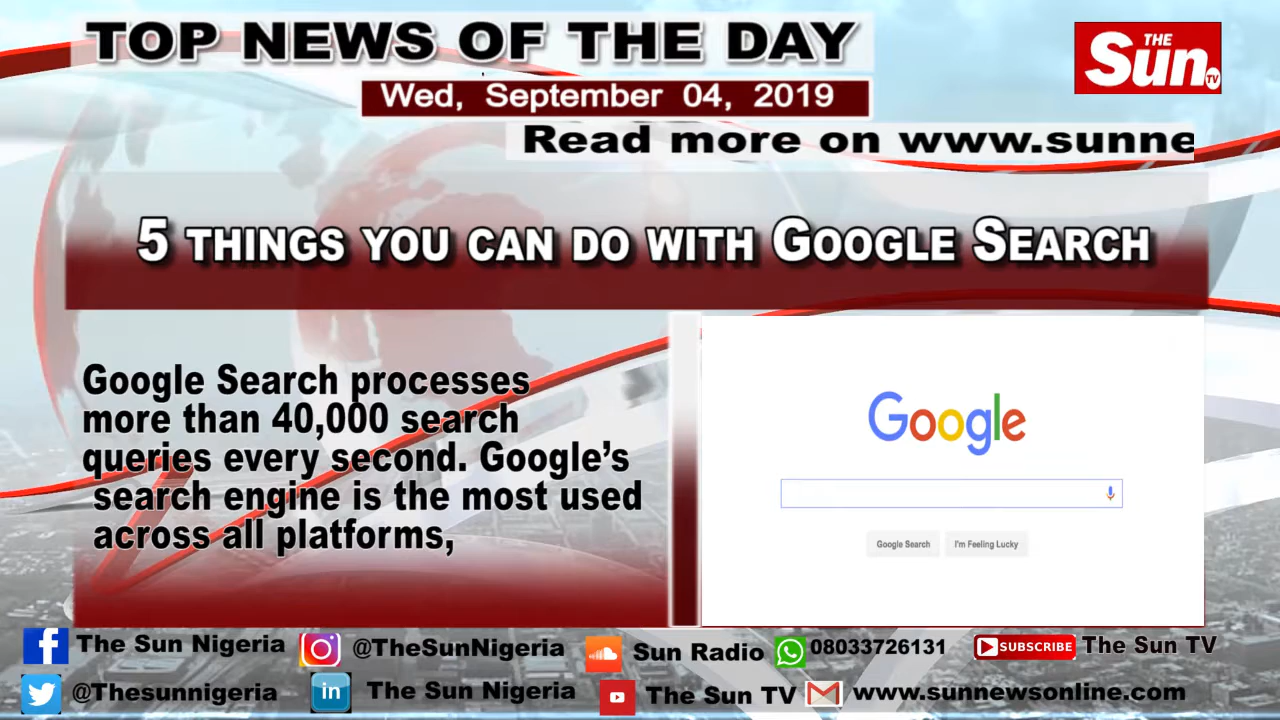 TOP NEWS OF THE DAY
THE
Sun
TV
Wed, September 04, 2019
Read more on www.sunne
5 THINGS YOU CAN DO WITH GOOGLE SEARCH
Google Search processes
more than 40,000 search
queries every second. Google’s
search engine is the most used
across all platforms,
Google
Google Search I'm Feeling Lucky
The Sun Nigeria @TheSunNigeria Sun Radio 08033726131 SUBSCRIBE The Sun TV
@Thesunnigeria in The Sun Nigeria The Sun TV www.sunnewsonline.com